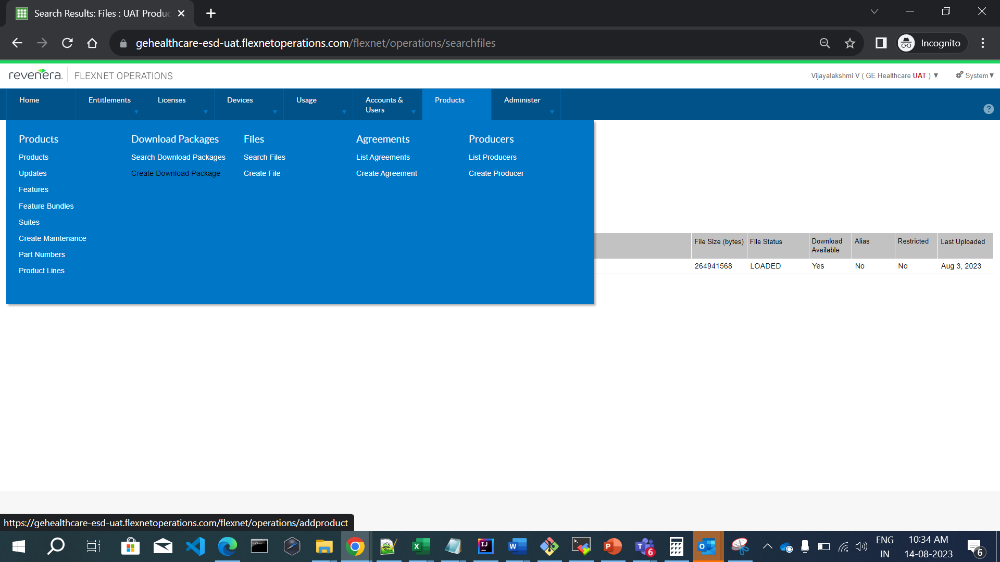 Search Results: Files : UAT Produc
gehealthcare-esd-uat.flexnetoperations.com/flexnet/operations/searchfiles
Incognito
revenera
FLEXNET OPERATIONS
Vijayalakshmi V ( GE Healthcare UAT ) ▼
System▼
Home
Entitlements
Licenses
Devices
Usage
Accounts &
Users
Products
Administer
?
Products
Products
Updates
Features
Feature Bundles
Suites
Create Maintenance
Part Numbers
Product Lines
Download Packages
Search Download Packages
Create Download Package
Files
Search Files
Create File
Agreements
List Agreements
Create Agreement
Producers
List Producers
Create Producer
File Size (bytes)
File Status
Download
Available
Alias
Restricted
Last Uploaded
264941568
LOADED
Yes
No
No
Aug 3, 2023
https://gehealthcare-esd-uat.flexnetoperations.com/flexnet/operations/addproduct
ENG
IN
10:34 AM
14-08-2023
6
6